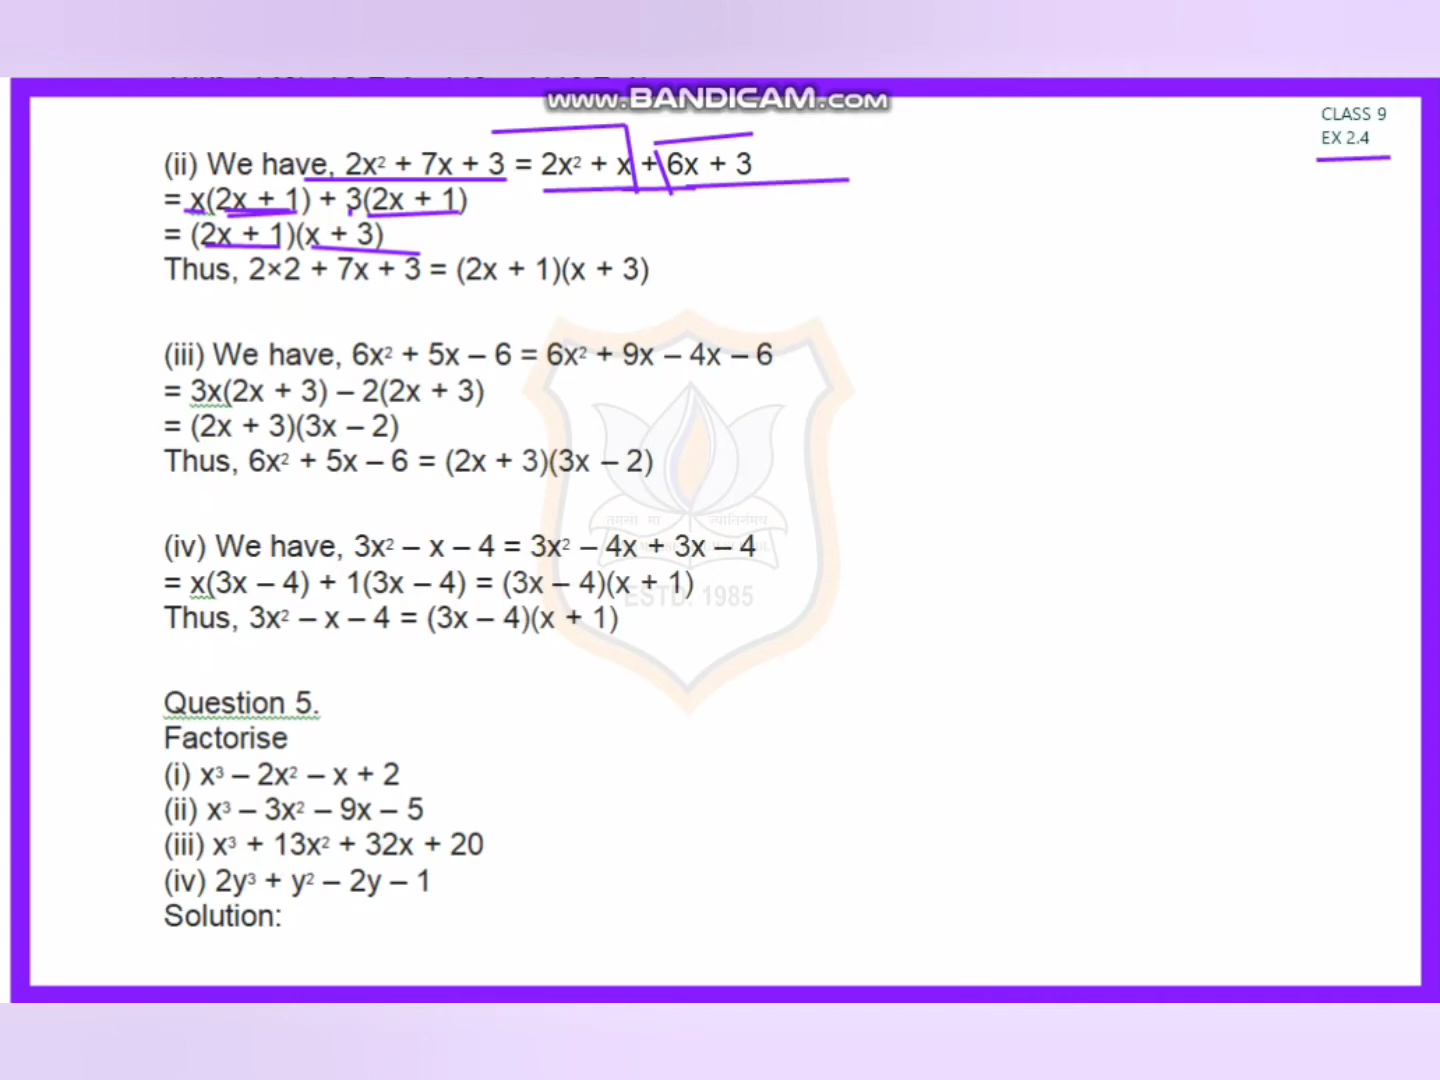 www.BANDICAM.com
CLASS 9
EX 2.4
(ii) We have, 2x² + 7x + 3 = 2x² + x + 6x + 3
= x(2x + 1) + 3(2x + 1)
= (2x + 1)(x + 3)
Thus, 2×2 + 7x + 3 = (2x + 1)(x + 3)
(iii) We have, 6x² + 5x – 6 = 6x² + 9x – 4x – 6
= 3x(2x + 3) – 2(2x + 3)
= (2x + 3)(3x – 2)
Thus, 6x² + 5x – 6 = (2x + 3)(3x – 2)
तमसो मा ज्योतिर्गमय
(iv) We have, 3x² – x – 4 = 3x² – 4x + 3x – 4
= x(3x – 4) + 1(3x – 4) = (3x – 4)(x + 1)
ESTD. 1985
Thus, 3x² – x – 4 = (3x – 4)(x + 1)
Question 5.
Factorise
(i) x³ – 2x² – x + 2
(ii) x³ – 3x² – 9x – 5
(iii) x³ + 13x² + 32x + 20
(iv) 2y³ + y² – 2y – 1
Solution: